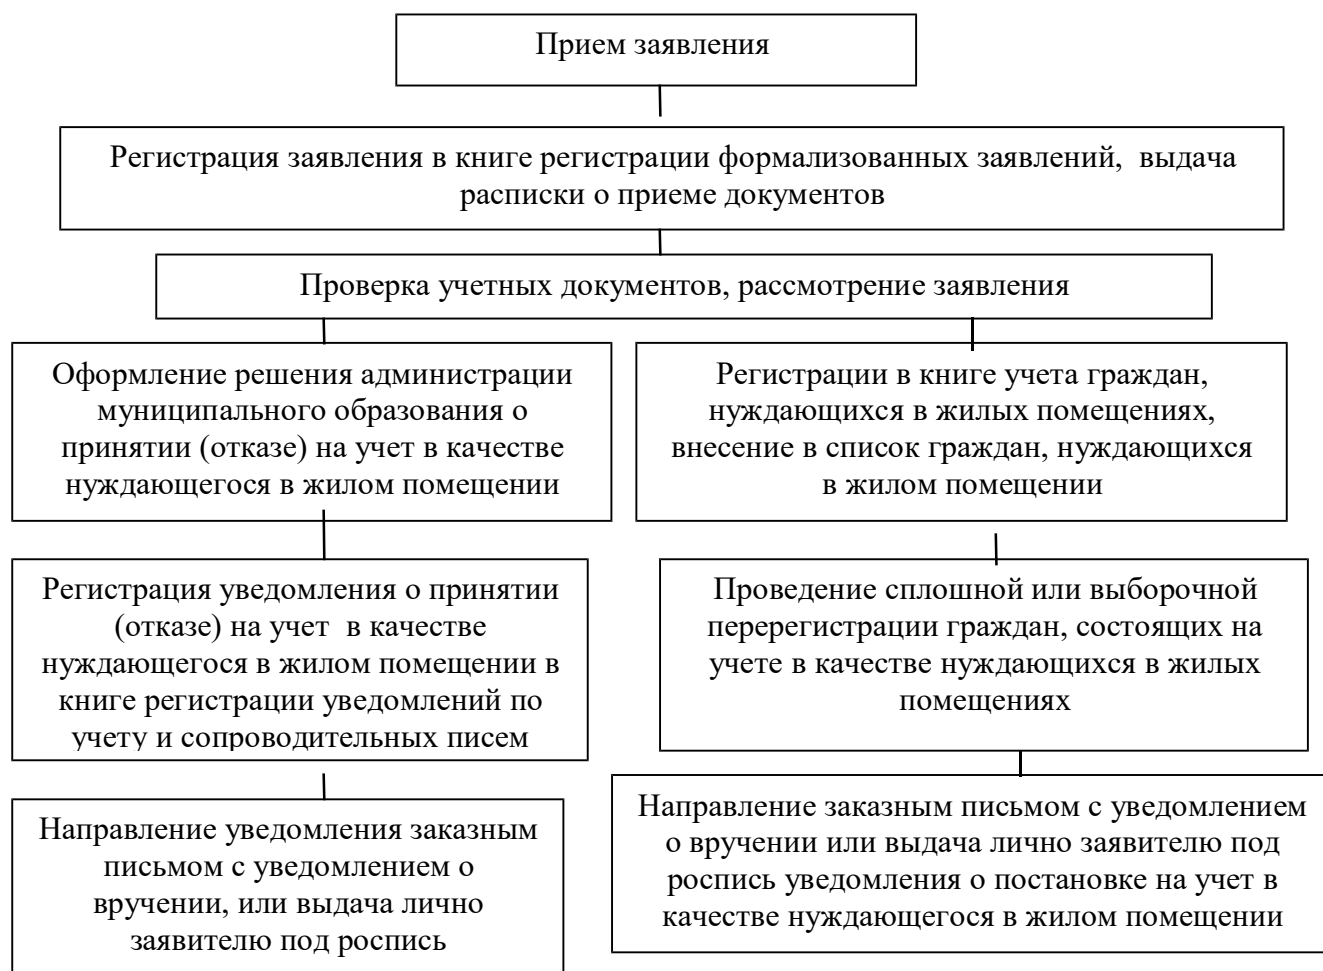 Прием заявления
Регистрация заявления в книге регистрации формализованных заявлений,  выдача
расписки о приеме документов
Проверка учетных документов, рассмотрение заявления
Оформление решения администрации
муниципального образования о
принятии (отказе) на учет в качестве
нуждающегося в жилом помещении
Регистрации в книге учета граждан,
нуждающихся в жилых помещениях,
внесение в список граждан, нуждающихся
в жилом помещении
Регистрация уведомления о принятии
(отказе) на учет  в качестве
нуждающегося в жилом помещении в
книге регистрации уведомлений по
учету и сопроводительных писем
Проведение сплошной или выборочной
перерегистрации граждан, состоящих на
учете в качестве нуждающихся в жилых
помещениях
Направление уведомления заказным
письмом с уведомлением о
вручении, или выдача лично
заявителю под роспись
Направление заказным письмом с уведомлением
о вручении или выдача лично заявителю под
роспись уведомления о постановке на учет в
качестве нуждающегося в жилом помещении